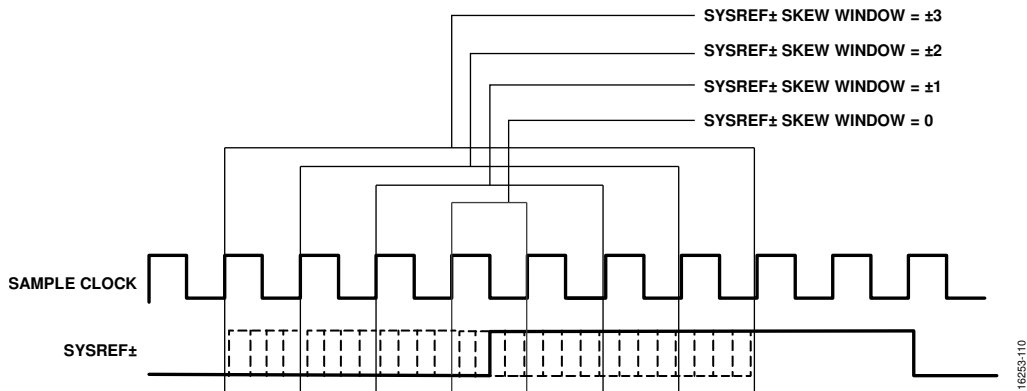 SYSREF± SKEW WINDOW = ±3
SYSREF± SKEW WINDOW = ±2
SYSREF± SKEW WINDOW = ±1
SYSREF± SKEW WINDOW = 0
SAMPLE CLOCK
SYSREF±
16253-110